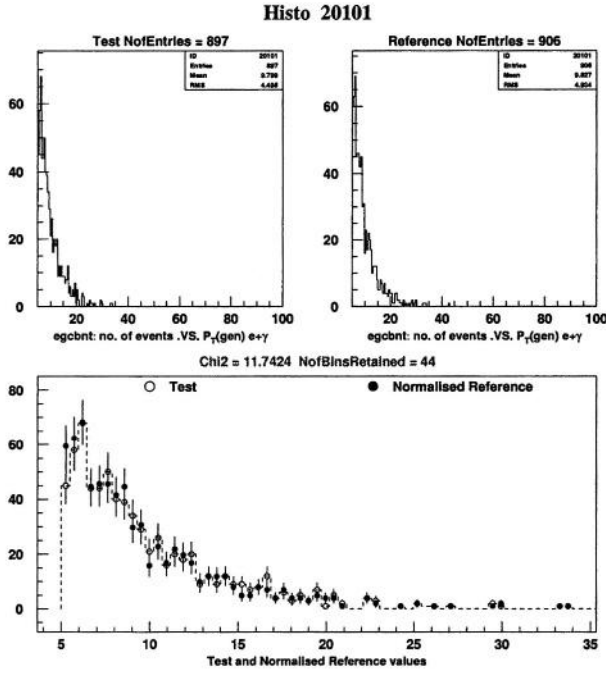 Histo 20101
Test NofEntries = 897
ID 20101
Entries 897
Mean
RMS
60
40
20
0
20 40 60 80 100
egcbnt: no. of events .VS. P_T(gen) e+γ
Reference NofEntries = 906
ID 20101
Entries 906
Mean
RMS
60
40
20
0
20 40 60 80 100
egcbnt: no. of events .VS. P_T(gen) e+γ
Chi2 = 11.7424 NofBinsRetained = 44
Test Normalised Reference
80
60
40
20
0
5 10 15 20 25 30 35
Test and Normalised Reference values